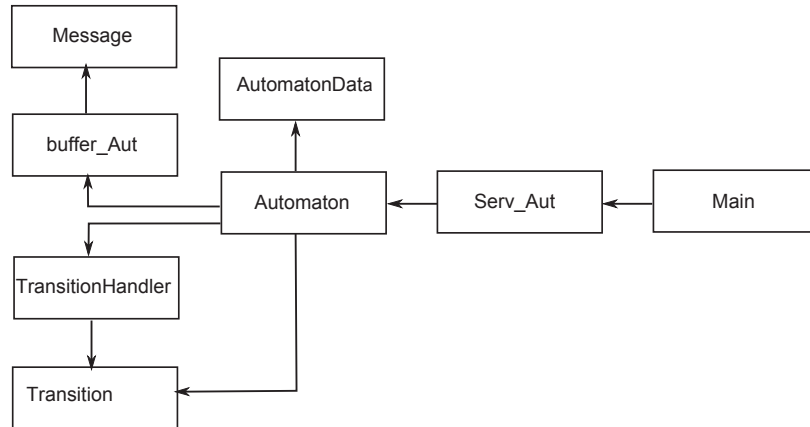 Message
AutomatonData
buffer_Aut
Automaton
Serv_Aut
Main
TransitionHandler
Transition